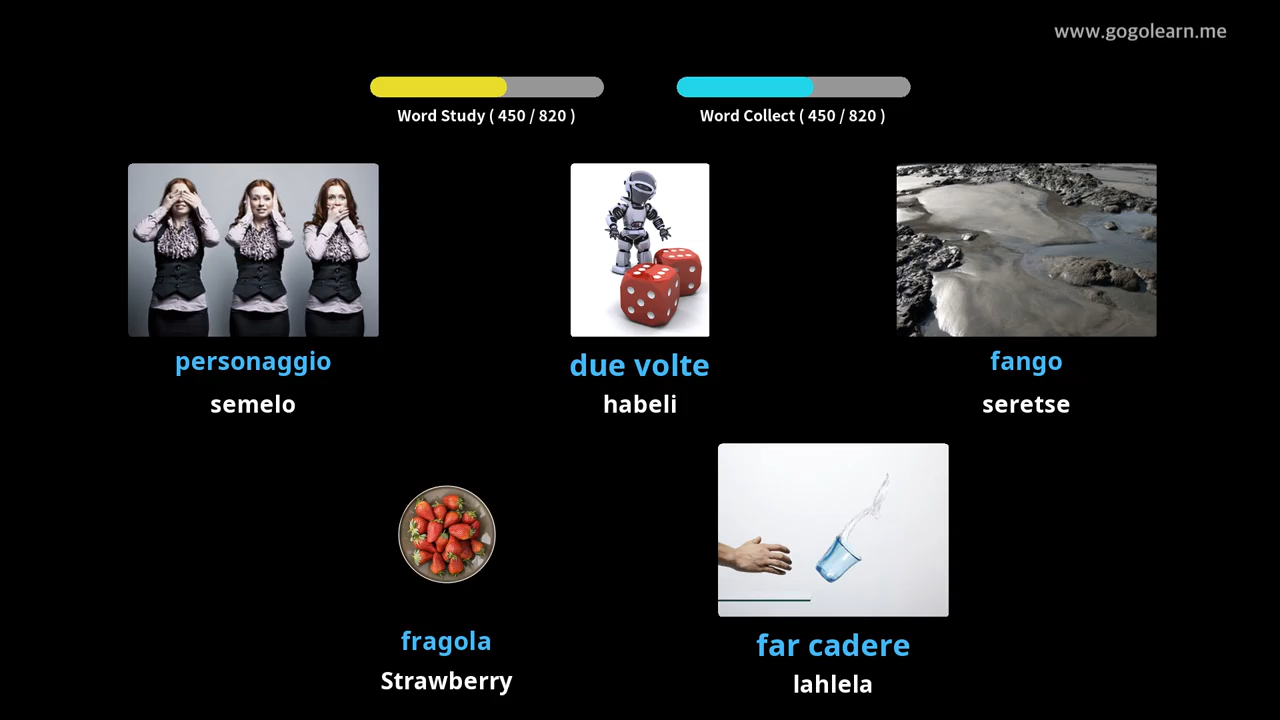 www.gogolearn.me
Word Study ( 450 / 820 )
Word Collect ( 450 / 820 )
personaggio
semelo
due volte
habeli
fango
seretse
fragola
Strawberry
far cadere
lahlela